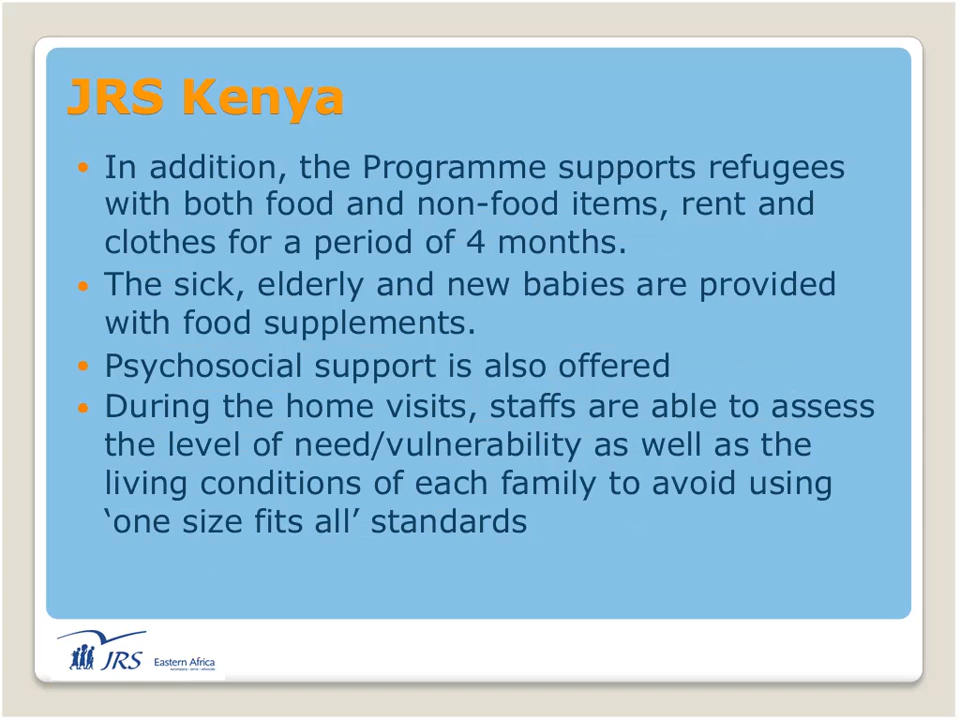 JRS Kenya
In addition, the Programme supports refugees
with both food and non-food items, rent and
clothes for a period of 4 months.
The sick, elderly and new babies are provided
with food supplements.
Psychosocial support is also offered
During the home visits, staffs are able to assess
the level of need/vulnerability as well as the
living conditions of each family to avoid using
‘one size fits all’ standards
JRS Eastern Africa
accompany · serve · advocate